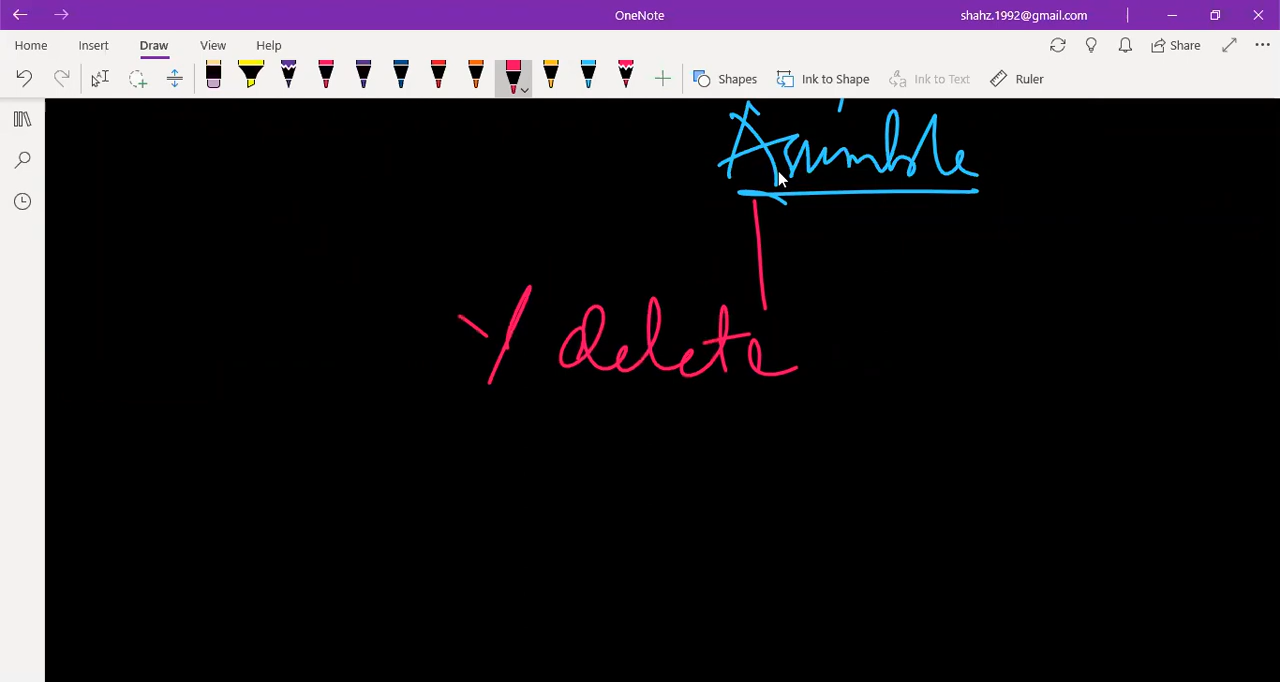 OneNote
shahz.1992@gmail.com
Home Insert Draw View Help
Share
Shapes
Ink to Shape
Ink to Text
Ruler
Y delete